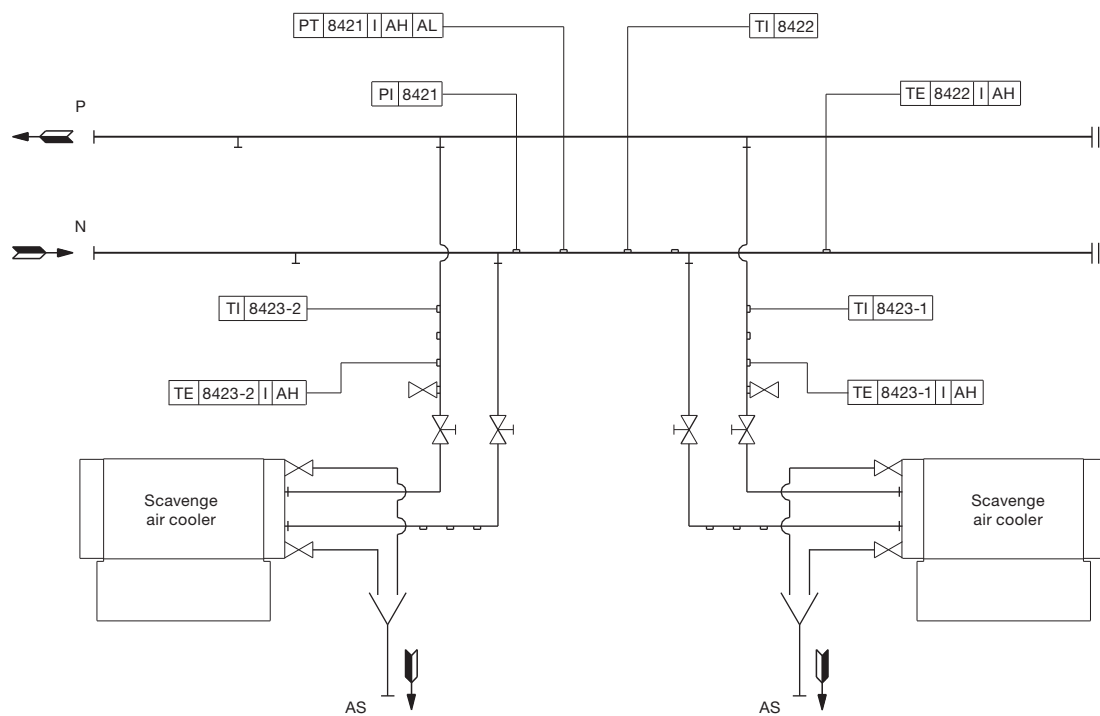 PT 8421 I AH AL
TI 8422
PI 8421
TE 8422 I AH
P
N
TI 8423-2
TI 8423-1
TE 8423-2 I AH
TE 8423-1 I AH
Scavenge
air cooler
Scavenge
air cooler
AS
AS